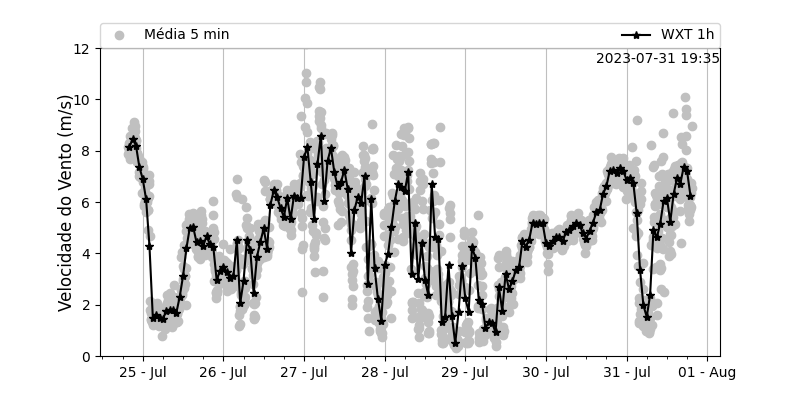 Média 5 min
WXT 1h
2023-07-31 19:35
Velocidade do Vento (m/s)
12
10
8
6
4
2
0
25 - Jul
26 - Jul
27 - Jul
28 - Jul
29 - Jul
30 - Jul
31 - Jul
01 - Aug